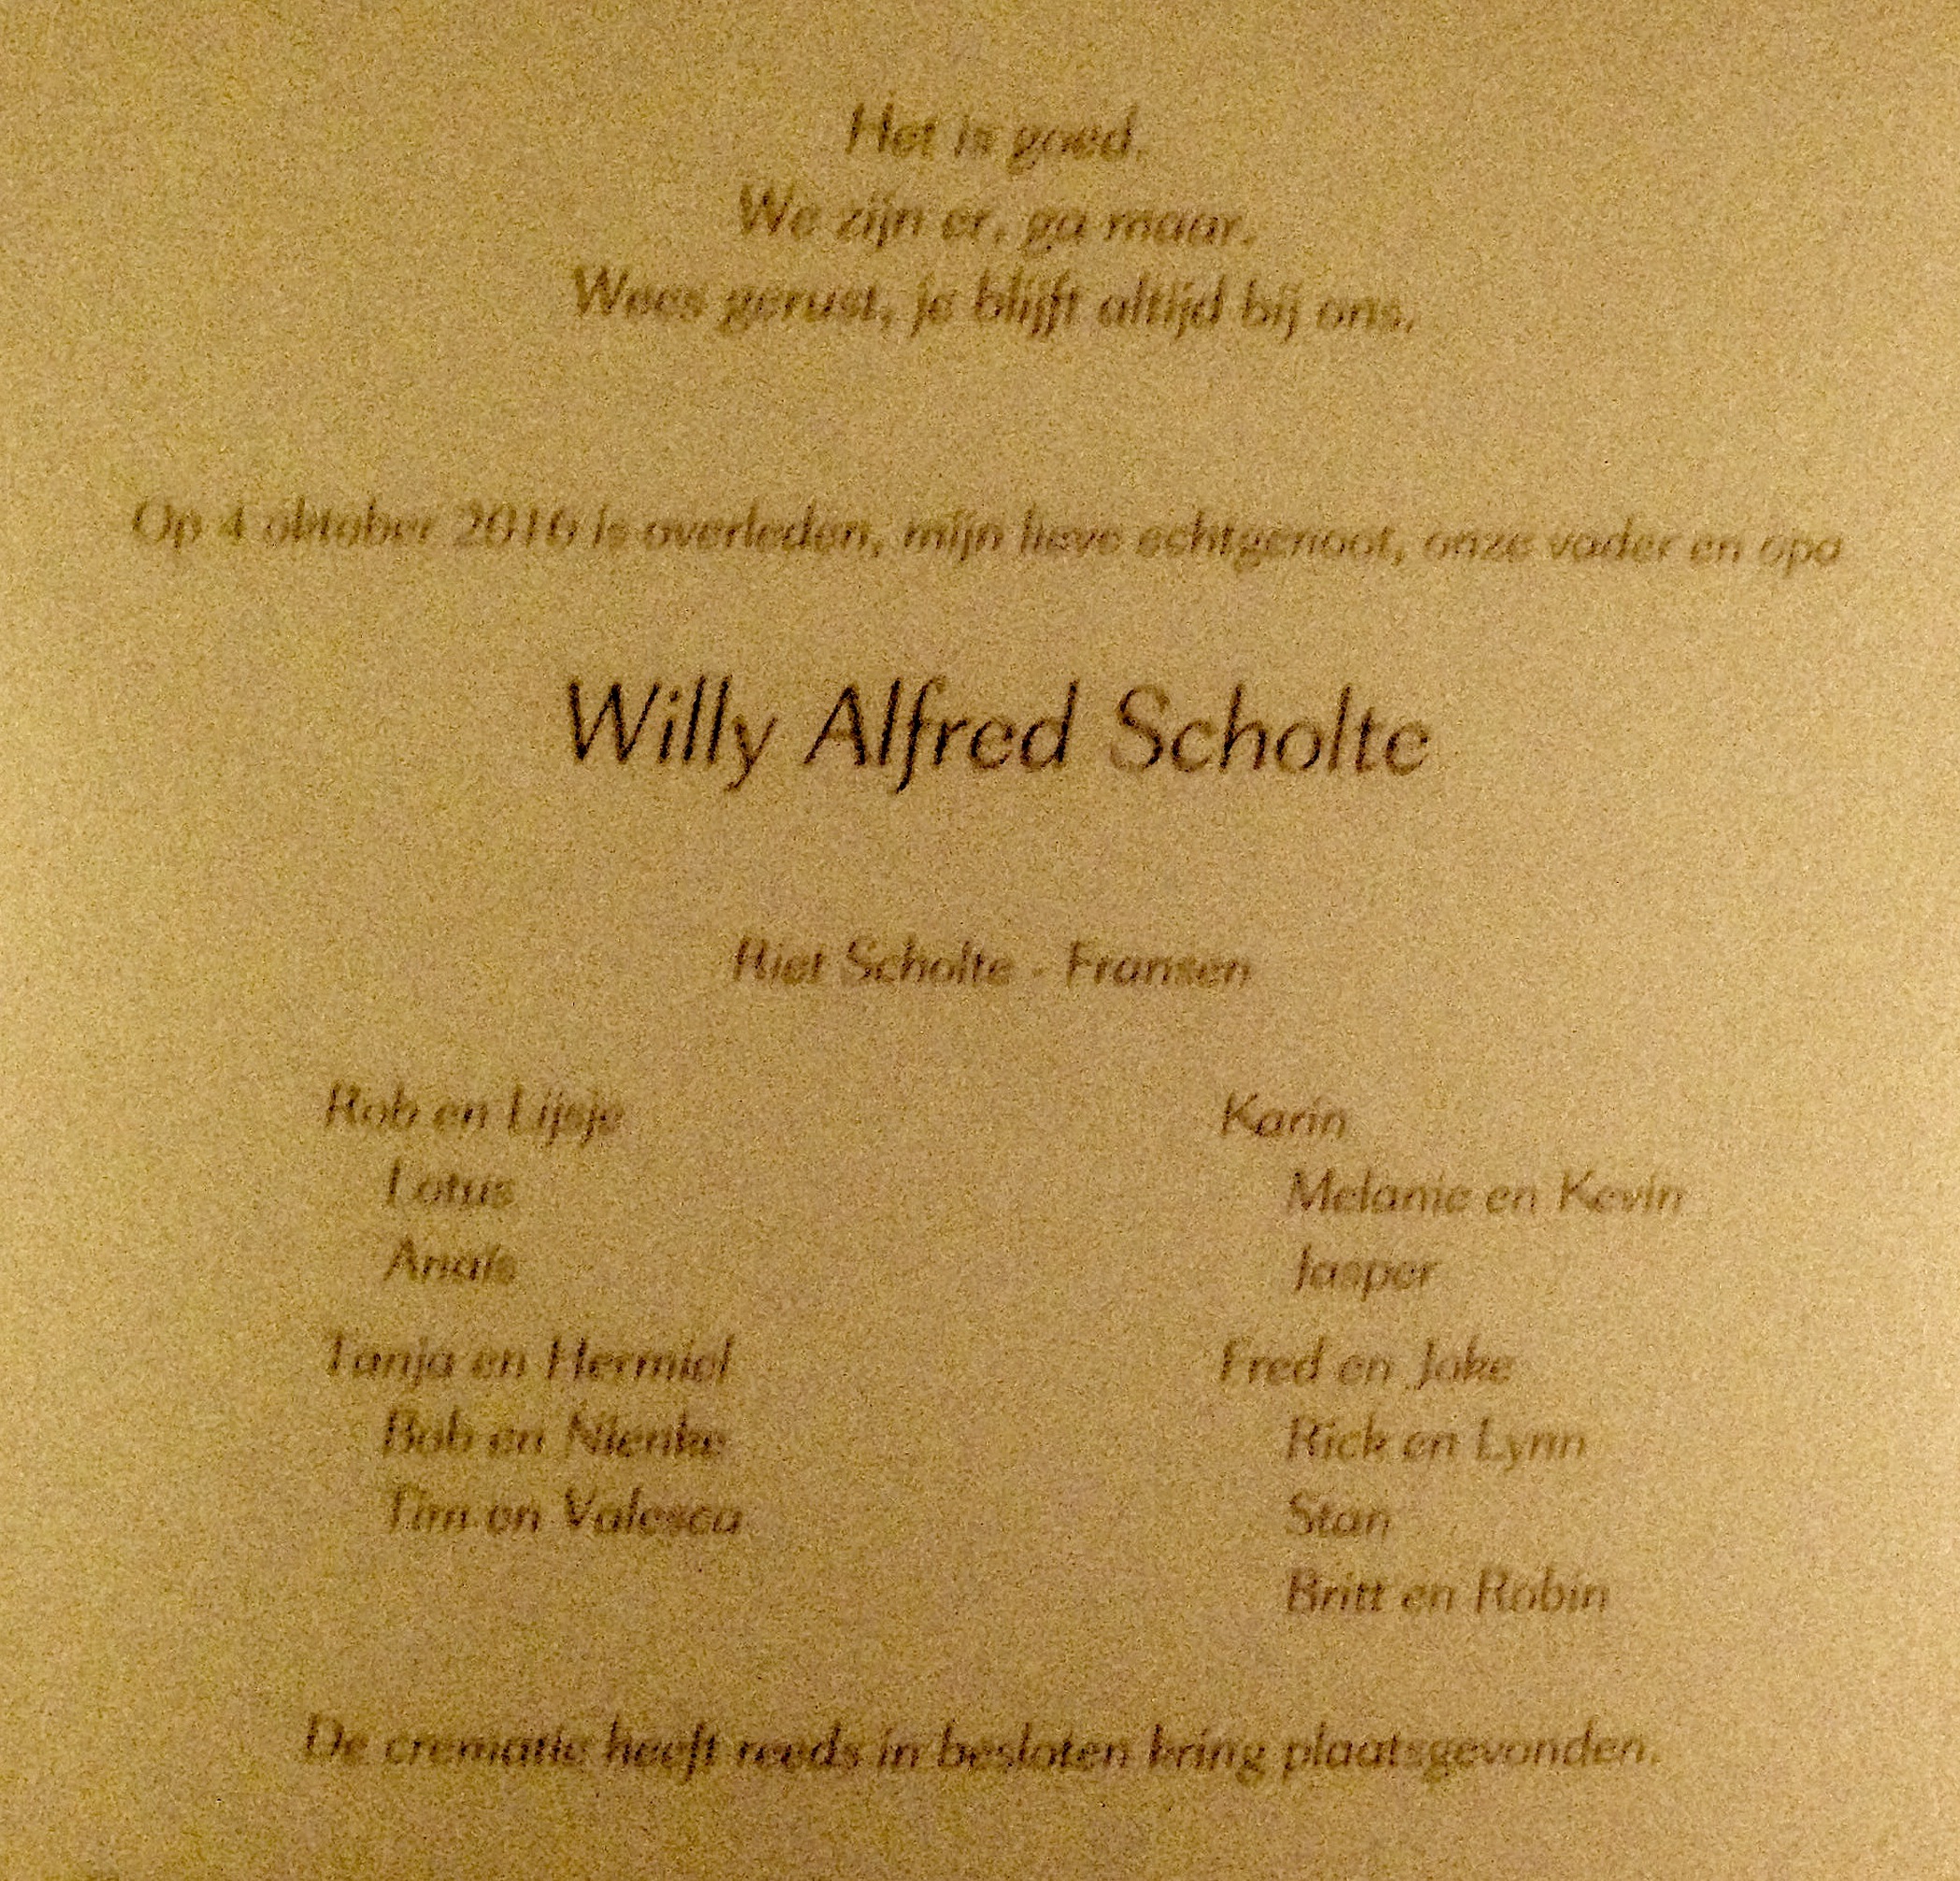 Het is goed.
We zijn er, ga maar.
Wees gerust, je blijft altijd bij ons.
Op 4 oktober 2016 is overleden, mijn lieve echtgenoot, onze vader en opa
Willy Alfred Scholte
Riet Scholte - Fransen
Rob en Lijsje
Lotus
Anaïs
Tanja en Hermiel
Bob en Nienke
Tim en Valesca
Karin
Melanie en Kevin
Jasper
Fred en Joke
Rick en Lynn
Stan
Britt en Robin
De crematie heeft reeds in besloten kring plaatsgevonden.